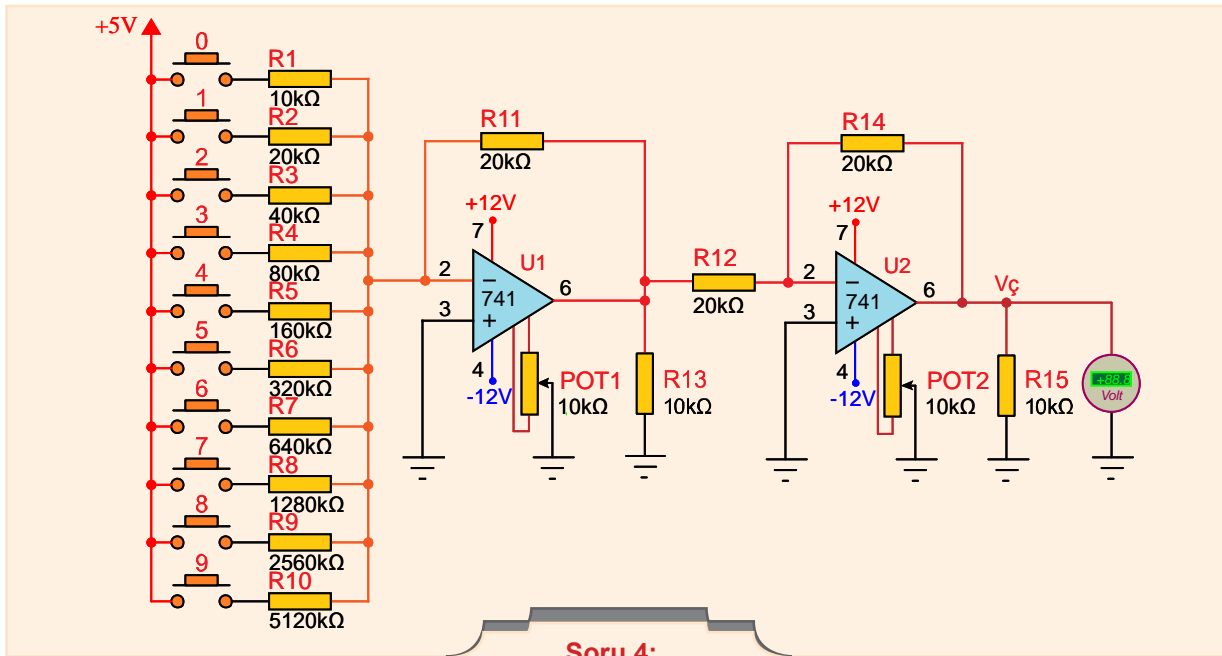 +5V
0
R1
10kΩ
1
R2
20kΩ
2
R3
40kΩ
3
R4
80kΩ
4
R5
160kΩ
5
R6
320kΩ
6
R7
640kΩ
7
R8
1280kΩ
8
R9
2560kΩ
9
R10
5120kΩ
R11
20kΩ
+12V
7
U1
2
741
6
3
4
-12V
POT1
10kΩ
R13
10kΩ
R12
20kΩ
R14
20kΩ
+12V
7
U2
2
741
6
3
4
-12V
POT2
10kΩ
Vç
R15
10kΩ
+88.8
Volt
Soru 4: